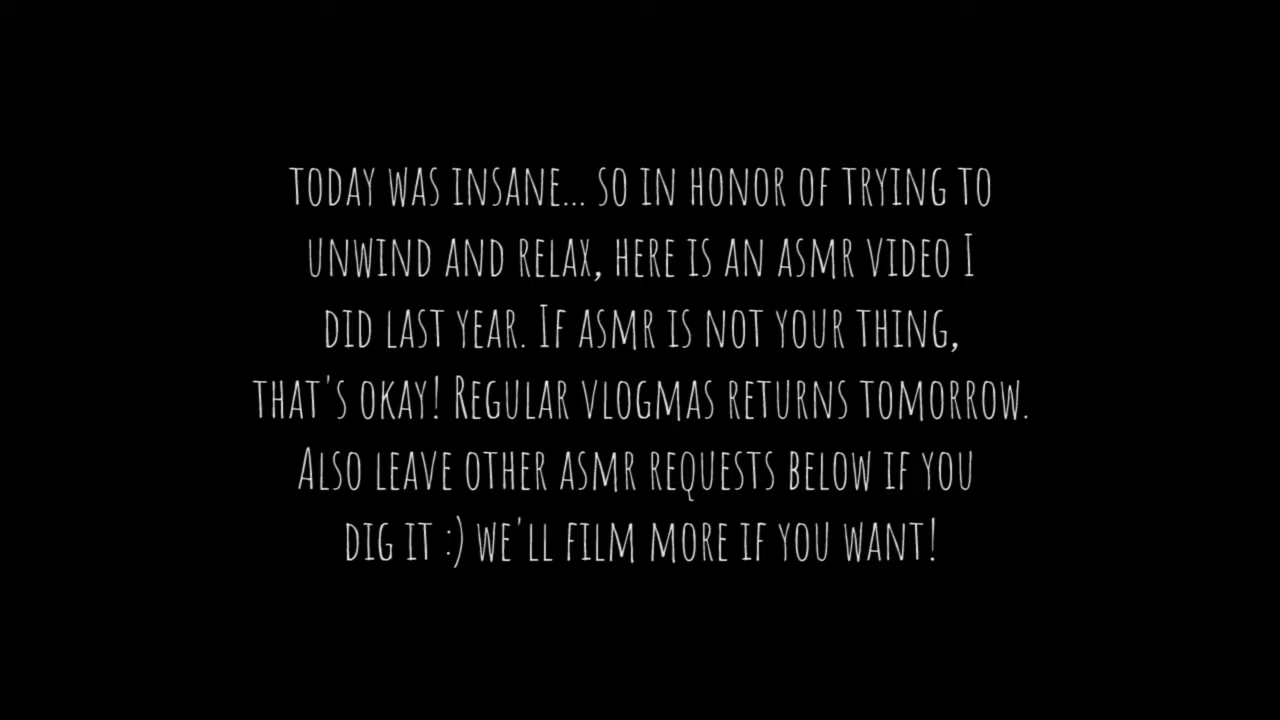 TODAY WAS INSANE... SO IN HONOR OF TRYING TO
UNWIND AND RELAX, HERE IS AN ASMR VIDEO I
DID LAST YEAR. IF ASMR IS NOT YOUR THING,
THAT'S OKAY! REGULAR VLOGMAS RETURNS TOMORROW.
ALSO LEAVE OTHER ASMR REQUESTS BELOW IF YOU
DIG IT :) WE'LL FILM MORE IF YOU WANT!